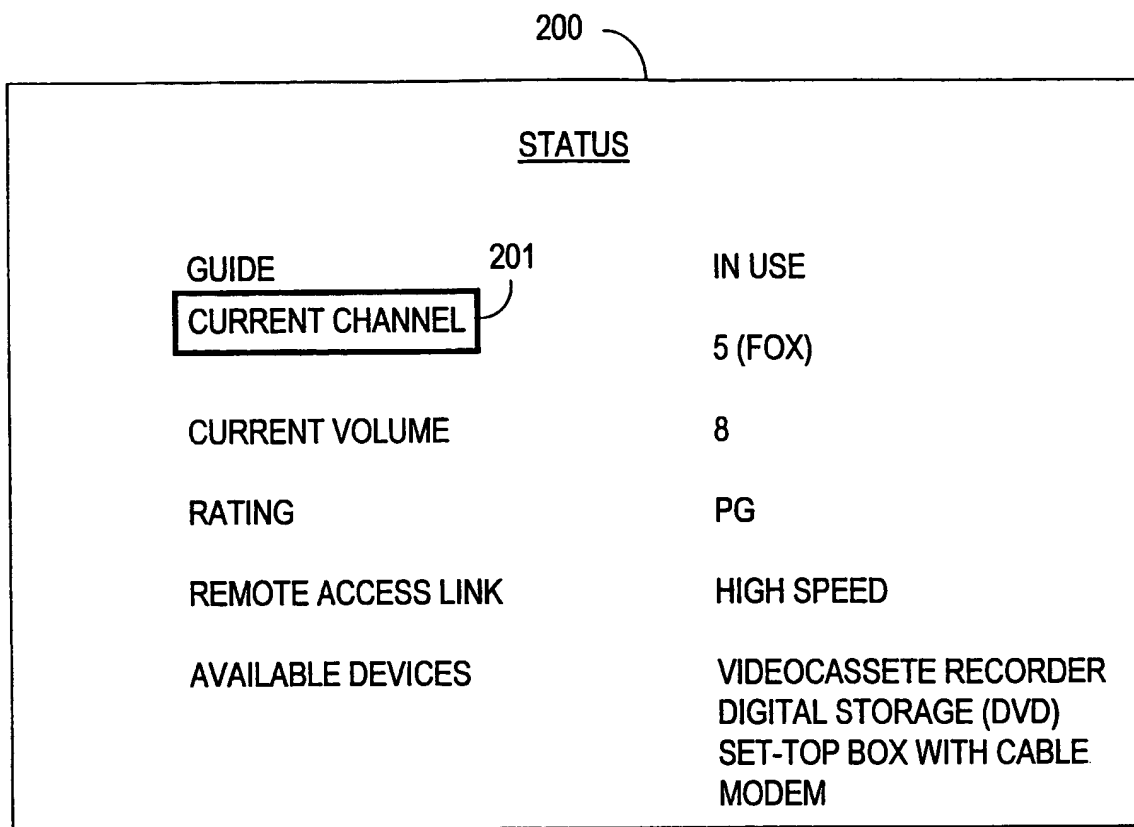 200
STATUS
GUIDE 201 IN USE
CURRENT CHANNEL
5 (FOX)
CURRENT VOLUME 8
RATING PG
REMOTE ACCESS LINK HIGH SPEED
AVAILABLE DEVICES VIDEOCASSETE RECORDER
DIGITAL STORAGE (DVD)
SET-TOP BOX WITH CABLE
MODEM